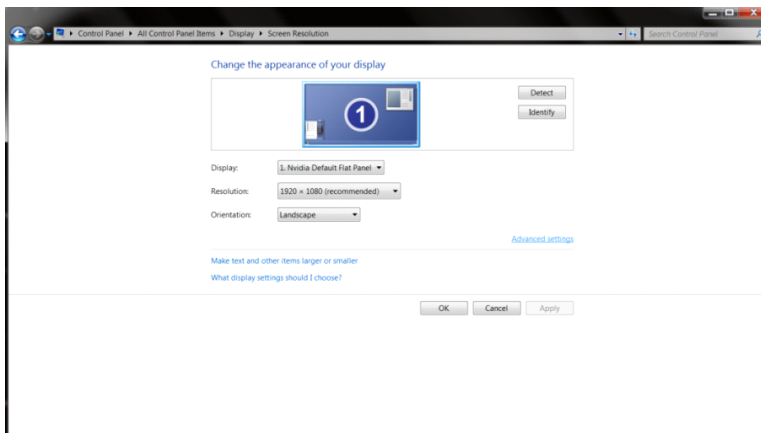 Control Panel ▸ All Control Panel Items ▸ Display ▸ Screen Resolution
Search Control Panel
Change the appearance of your display
1
Detect
Identify
Display: 1. Nvidia Default Flat Panel
Resolution: 1920 × 1080 (recommended)
Orientation: Landscape
Advanced settings
Make text and other items larger or smaller
What display settings should I choose?
OK Cancel Apply